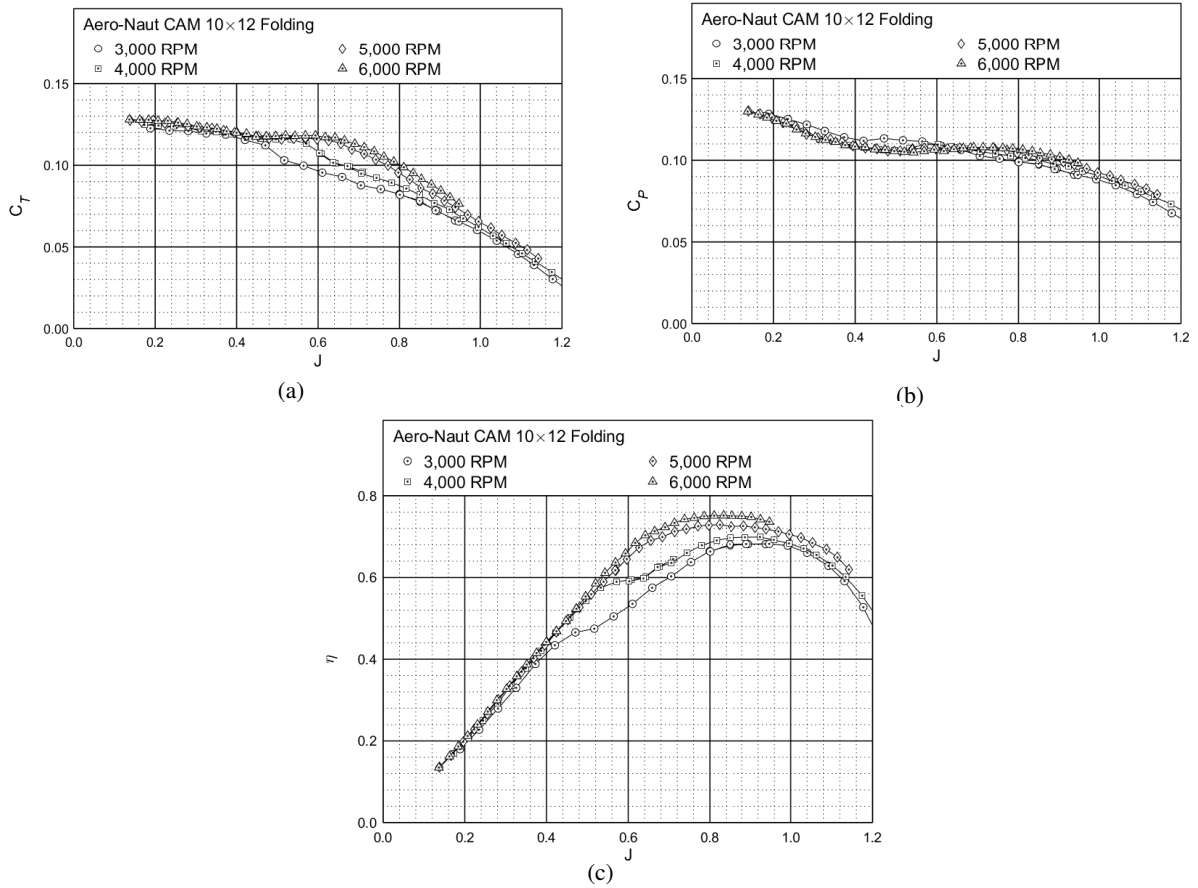 Aero-Naut CAM 10×12 Folding
3,000 RPM 5,000 RPM
4,000 RPM 6,000 RPM
0.15
0.10
0.05
0.00
C_T
0.0 0.2 0.4 0.6 0.8 1.0 1.2
J
(a)
Aero-Naut CAM 10×12 Folding
3,000 RPM 5,000 RPM
4,000 RPM 6,000 RPM
0.15
0.10
0.05
0.00
C_P
0.0 0.2 0.4 0.6 0.8 1.0 1.2
J
(b)
Aero-Naut CAM 10×12 Folding
3,000 RPM 5,000 RPM
4,000 RPM 6,000 RPM
0.8
0.6
0.4
0.2
0.0
η
0.0 0.2 0.4 0.6 0.8 1.0 1.2
J
(c)